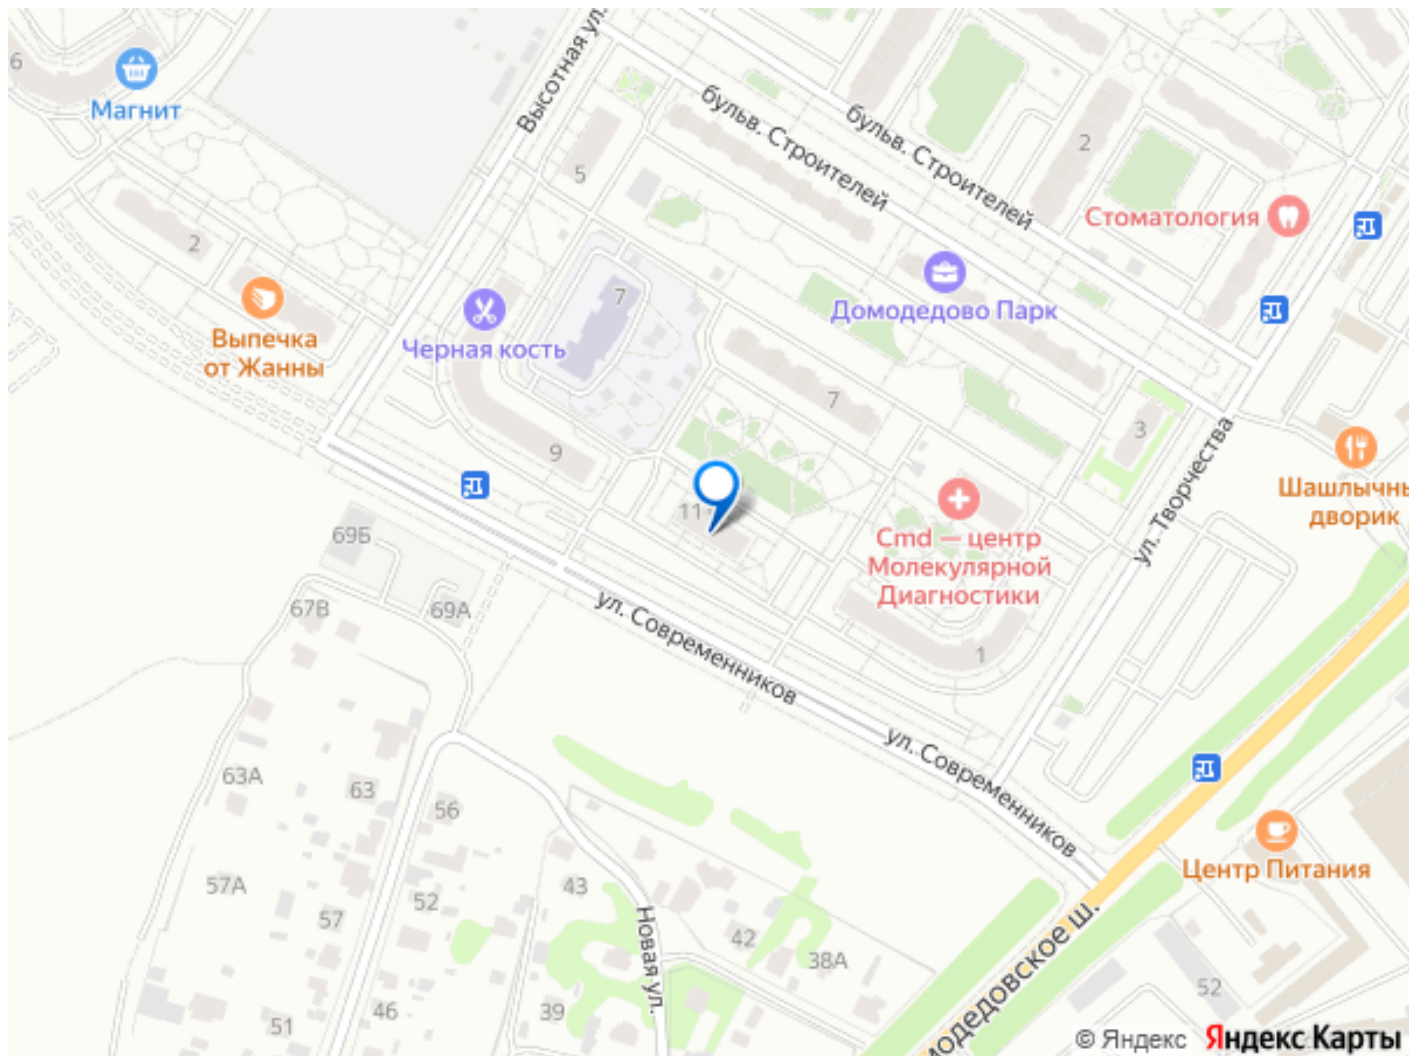 6
Магнит
Высотная ул.
бульв. Строителей
бульв. Строителей
2
5
Стоматология
2
7
Домодедово Парк
Выпечка
от Жанны
Черная кость
7
3
9
ул. Творчества
Шашлычный
дворик
11
69Б
Cmd — центр
Молекулярной
Диагностики
67В
69А
ул. Современников
1
ул. Современников
63А
63
56
Центр Питания
57А
57
52
43
Новая ул.
42
38А
модедовское ш.
46
39
51
52
© Яндекс Яндекс Карты